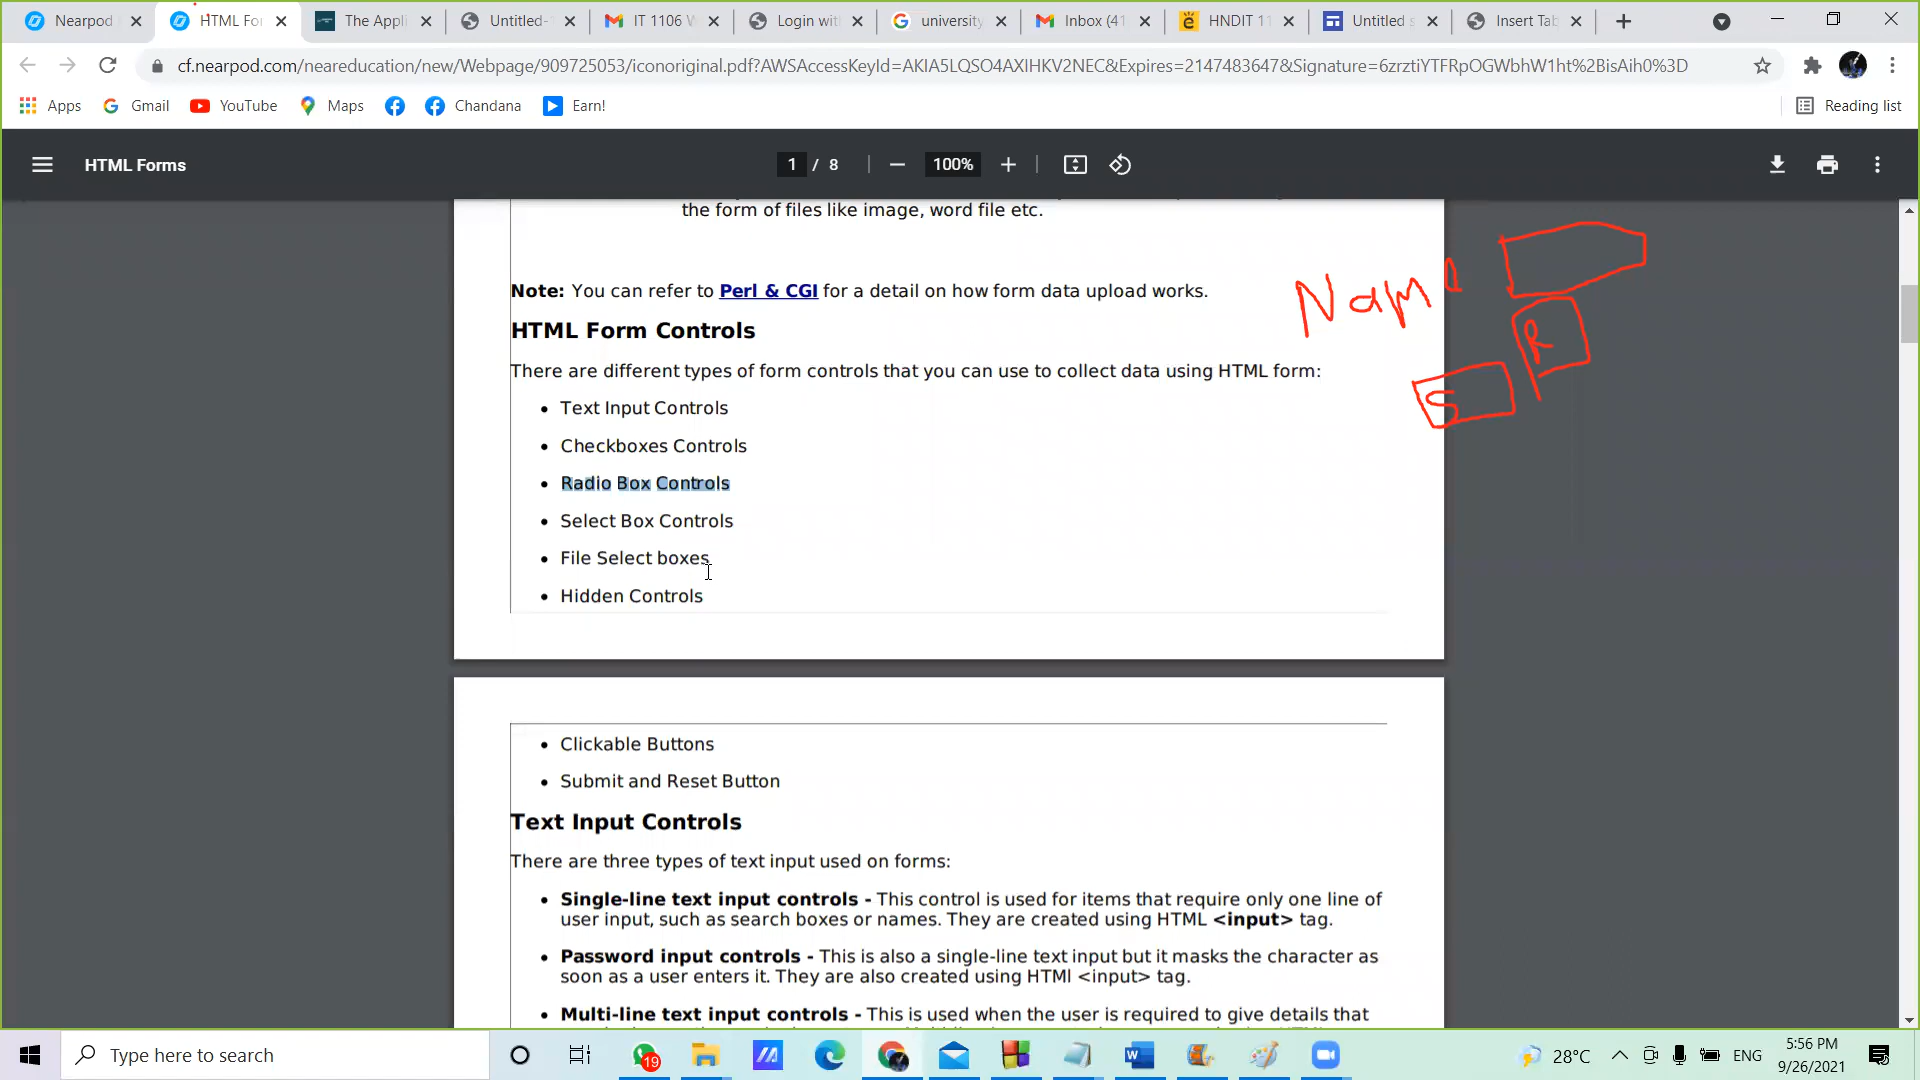 Nearpod
HTML Fo
The Appli
Untitled-
IT 1106 W
Login wit
university
Inbox (41
HNDIT 11
Untitled s
Insert Tab
cf.nearpod.com/neareducation/new/Webpage/909725053/iconoriginal.pdf?AWSAccessKeyId=AKIA5LQSO4AXIHKV2NEC&Expires=2147483647&Signature=6zrztiYTFRpOGWbhW1ht%2BisAih0%3D
Apps Gmail YouTube Maps Chandana Earn! Reading list
HTML Forms 1 / 8 100%
the form of files like image, word file etc.
Note: You can refer to Perl & CGI for a detail on how form data upload works.
Nam
HTML Form Controls
R
There are different types of form controls that you can use to collect data using HTML form:
S
• Text Input Controls
• Checkboxes Controls
• Radio Box Controls
• Select Box Controls
• File Select boxes
• Hidden Controls
• Clickable Buttons
• Submit and Reset Button
Text Input Controls
There are three types of text input used on forms:
• Single-line text input controls - This control is used for items that require only one line of
user input, such as search boxes or names. They are created using HTML <input> tag.
• Password input controls - This is also a single-line text input but it masks the character as
soon as a user enters it. They are also created using HTMl <input> tag.
• Multi-line text input controls - This is used when the user is required to give details that
Type here to search
19
28°C
ENG
5:56 PM
9/26/2021